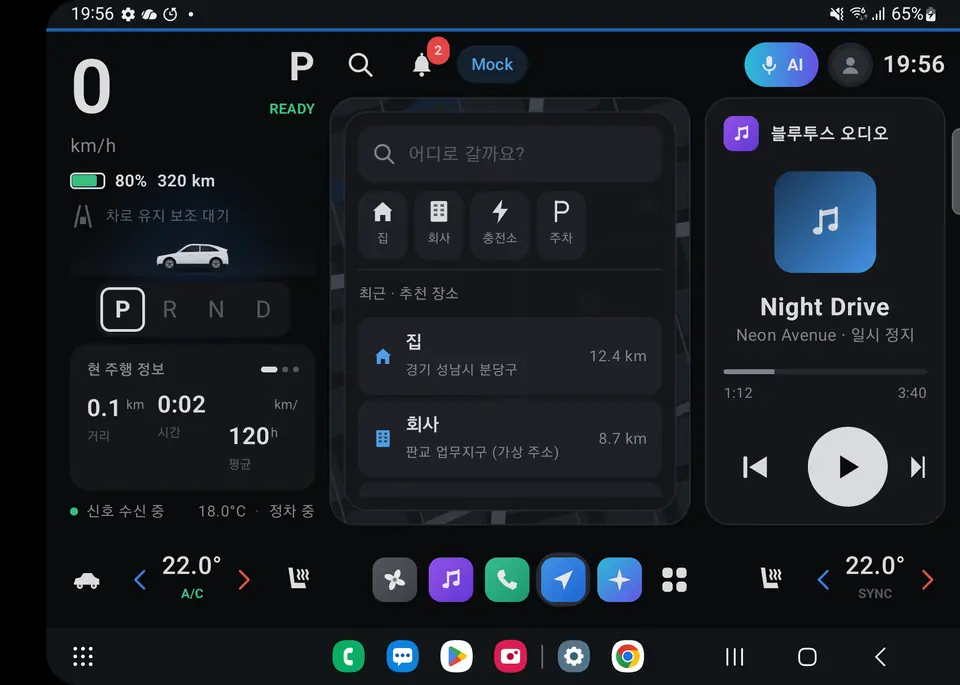 19:56
65%
0
P
READY
km/h
80% 320 km
차로 유지 보조 대기
P R N D
현 주행 정보
0.1 km 0:02 km/
거리 시간 120 h
평균
신호 수신 중 18.0°C · 정차 중
2
Mock
AI
19:56
어디로 갈까요?
P
집 회사 충전소 주차
최근 · 추천 장소
집
경기 성남시 분당구
12.4 km
회사
판교 업무지구 (가상 주소)
8.7 km
블루투스 오디오
Night Drive
Neon Avenue · 일시 정지
1:12 3:40
22.0°
A/C
22.0°
SYNC